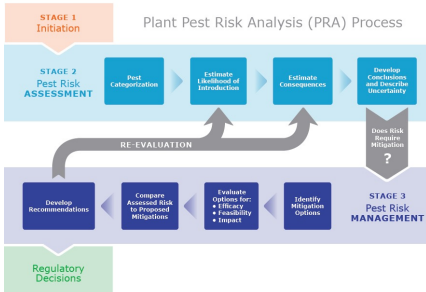 Plant Pest Risk Analysis (PRA) Process
STAGE 1
Initiation
STAGE 2
Pest Risk
ASSESSMENT
Pest
Categorization
Estimate
Likelihood of
Introduction
Estimate
Consequences
Develop
Conclusions
and Describe
Uncertainty
RE-EVALUATION
Does Risk
Require
Mitigation
?
STAGE 3
Pest Risk
MANAGEMENT
Identify
Mitigation
Options
Evaluate
Options for:
• Efficacy
• Feasibility
• Impact
Compare
Assessed Risk
to Proposed
Mitigations
Develop
Recommendations
Regulatory
Decisions